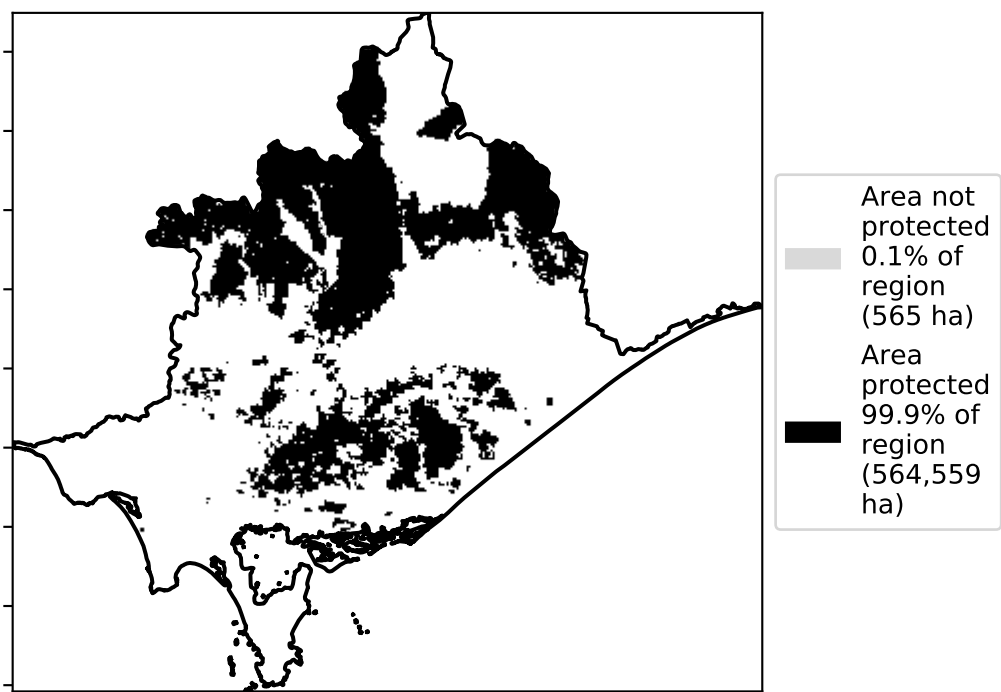 Area not
protected
0.1% of
region
(565 ha)
Area
protected
99.9% of
region
(564,559
ha)